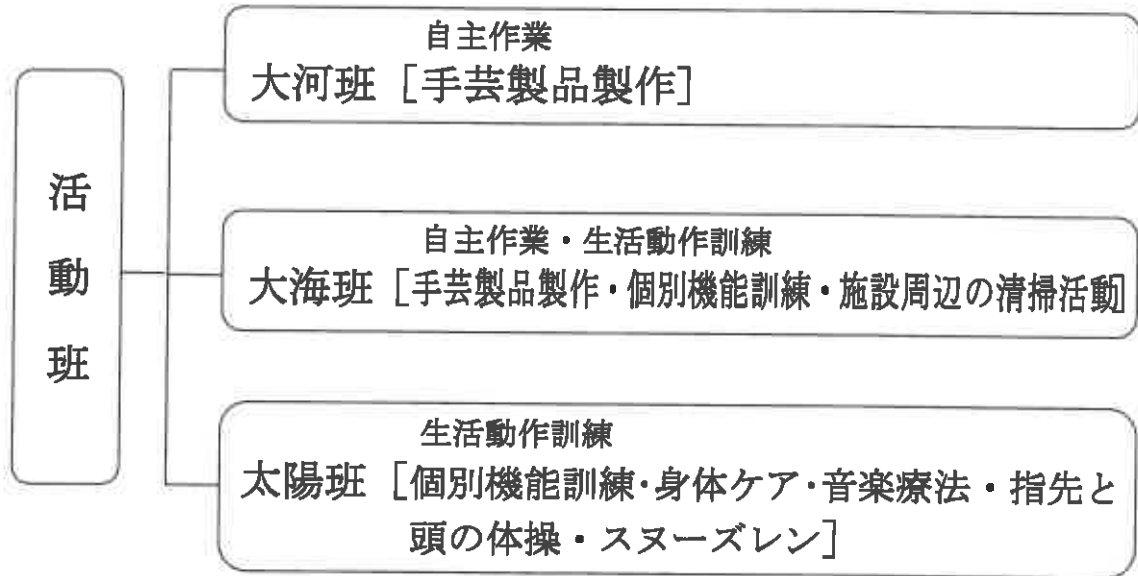 活動班
自主作業
大河班［手芸製品製作］
自主作業・生活動作訓練
大海班［手芸製品製作・個別機能訓練・施設周辺の清掃活動］
生活動作訓練
太陽班［個別機能訓練・身体ケア・音楽療法・指先と
頭の体操・スヌーズレン］